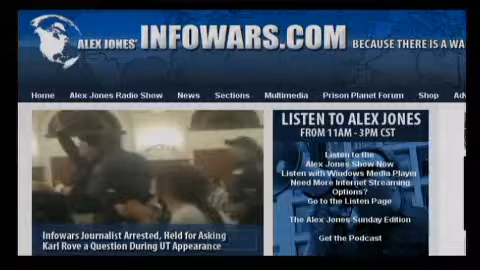 ALEX JONES' INFOWARS.COM BECAUSE THERE IS A WA
Home Alex Jones Radio Show News Sections Multimedia Prison Planet Forum Shop Ad
LISTEN TO ALEX JONES
FROM 11AM - 3PM CST
Listen to the
Alex Jones Show Now
Listen with Windows Media Player
Need More Internet Streaming
Options?
Go to the Listen Page
The Alex Jones Sunday Edition
Get the Podcast
Infowars Journalist Arrested, Held for Asking
Karl Rove a Question During UT Appearance